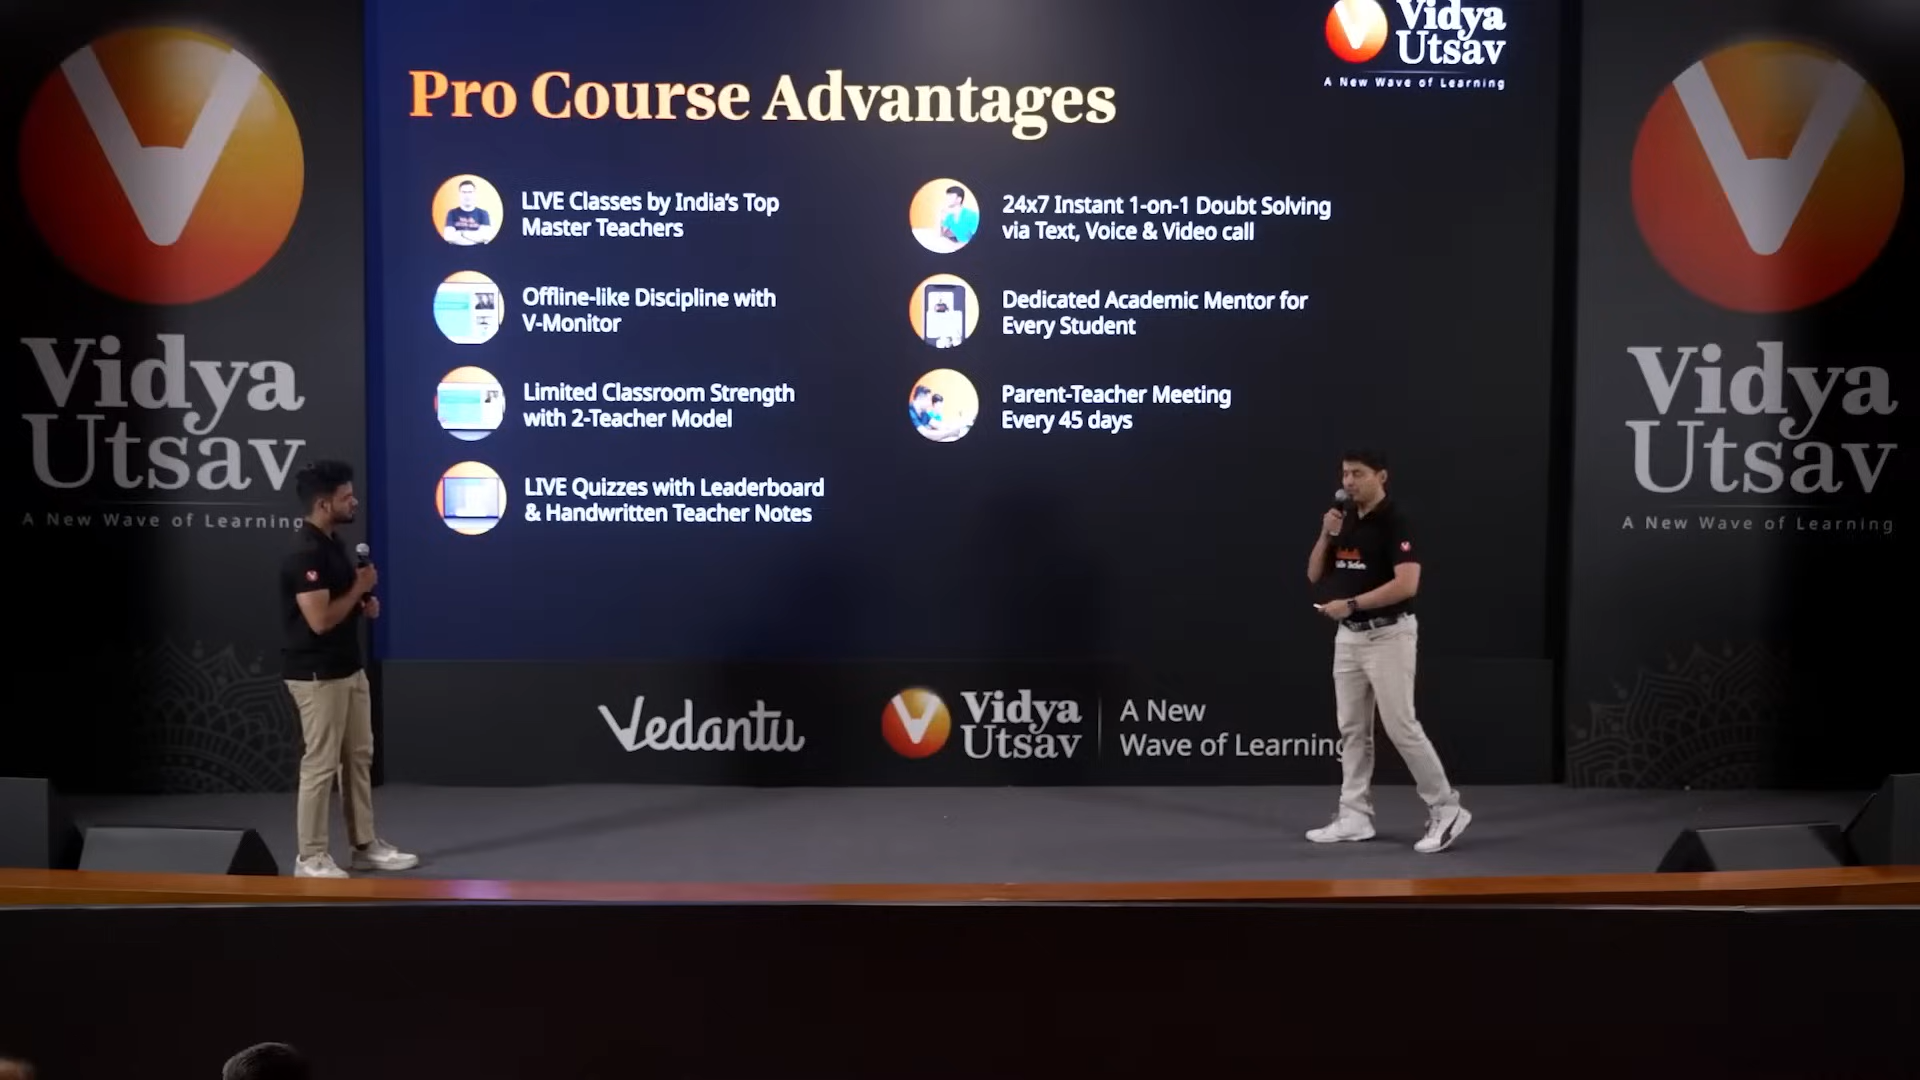 Vidya
Utsav
A New Wave of Learning
Pro Course Advantages
LIVE Classes by India's Top
Master Teachers
Offline-like Discipline with
V-Monitor
Limited Classroom Strength
with 2-Teacher Model
LIVE Quizzes with Leaderboard
& Handwritten Teacher Notes
24x7 Instant 1-on-1 Doubt Solving
via Text, Voice & Video call
Dedicated Academic Mentor for
Every Student
Parent-Teacher Meeting
Every 45 days
Vidya
Utsav
A New Wave of Learning
Vidya
Utsav
A New Wave of Learning
Vedantu
Vidya
Utsav
A New
Wave of Learning